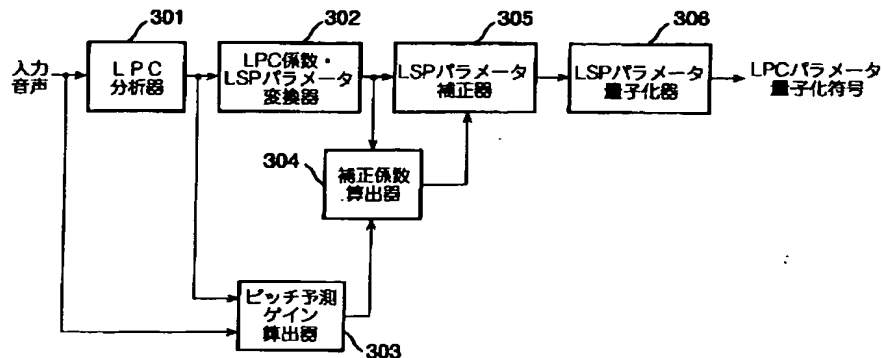 301
302
305
306
入力
音声
LPC
分析器
LPC係数・
LSPパラメータ
変換器
LSPパラメータ
補正器
LSPパラメータ
量子化器
LPCパラメータ
量子化符号
304
補正係数
算出器
ピッチ予測
ゲイン
算出器
303